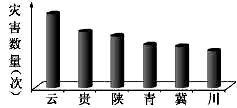 灾害数量(次)
云 贵 陕 青 冀 川